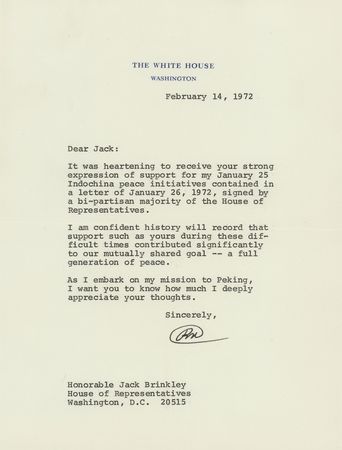 THE WHITE HOUSE
WASHINGTON
February 14, 1972
Dear Jack:
It was heartening to receive your strong
expression of support for my January 25
Indochina peace initiatives contained in
a letter of January 26, 1972, signed by
a bi-partisan majority of the House of
Representatives.
I am confident history will record that
support such as yours during these dif-
ficult times contributed significantly
to our mutually shared goal -- a full
generation of peace.
As I embark on my mission to Peking,
I want you to know how much I deeply
appreciate your thoughts.
Sincerely,
RN
Honorable Jack Brinkley
House of Representatives
Washington, D.C. 20515